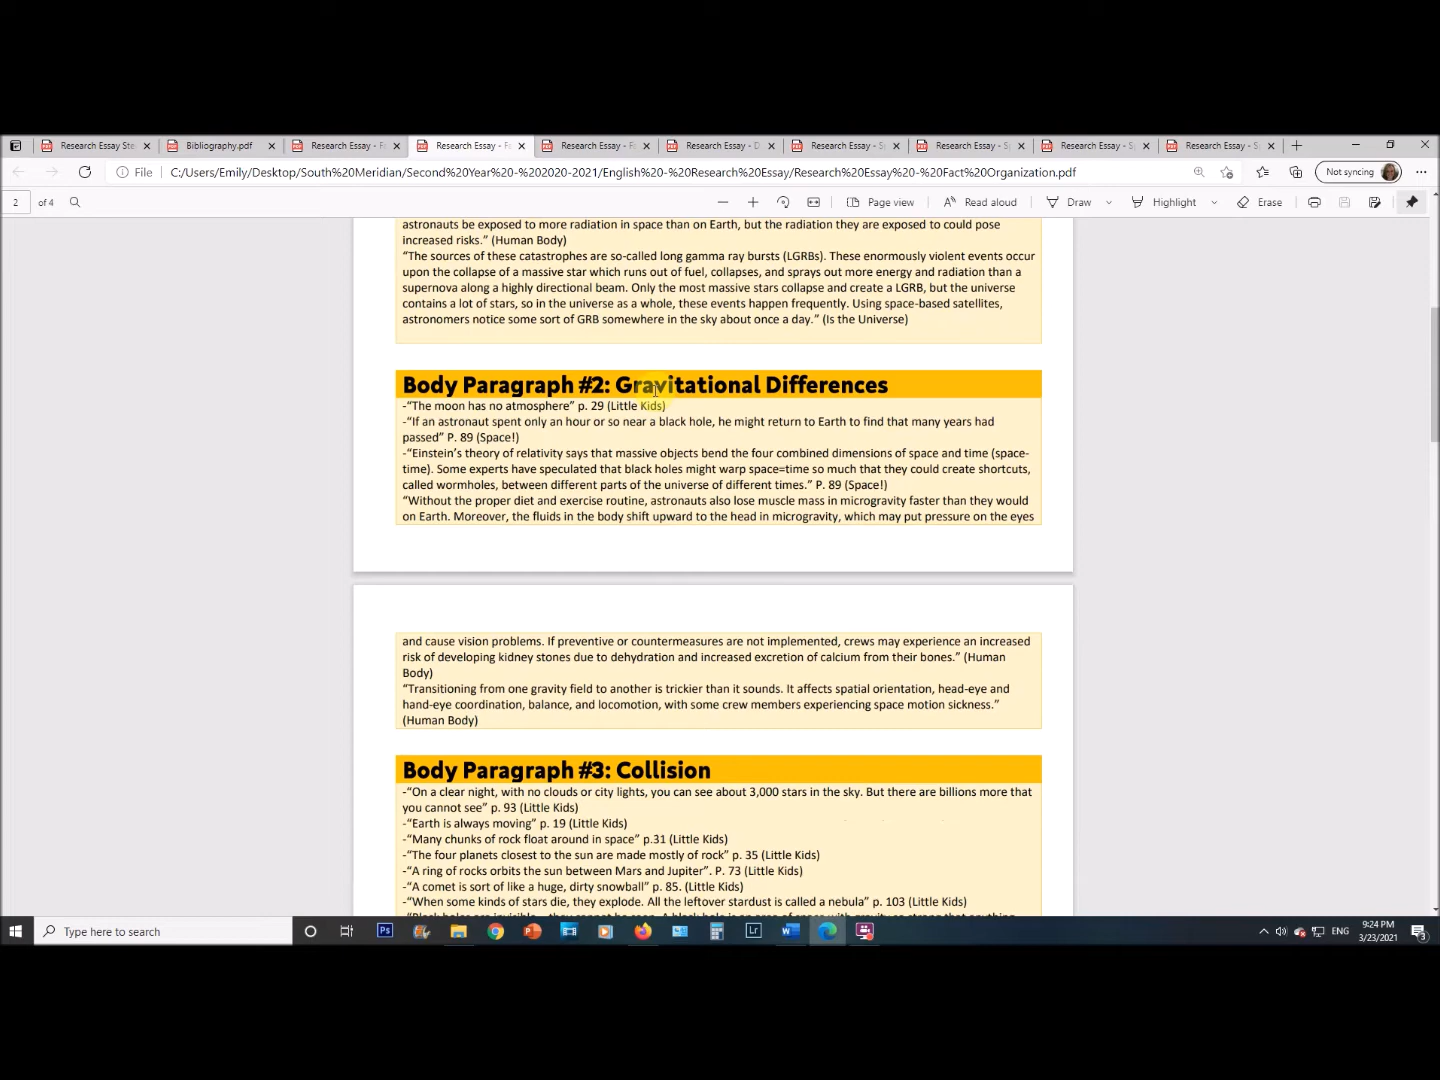 Research Essay Ste
Bibliography.pdf
Research Essay - Fo
Research Essay - Fa
Research Essay - Fo
Research Essay - D
Research Essay - S
Research Essay - S
Research Essay - S
Research Essay - S
File
C:/Users/Emily/Desktop/South%20Meridian/Second%20Year%20-%202020-2021/English%20-%20Research%20Essay/Research%20Essay%20-%20Fact%20Organization.pdf
Not syncing
2 of 4
Page view
Read aloud
Draw
Highlight
Erase
astronauts be exposed to more radiation in space than on Earth, but the radiation they are exposed to could pose
increased risks.” (Human Body)
“The sources of these catastrophes are so-called long gamma ray bursts (LGRBs). These enormously violent events occur
upon the collapse of a massive star which runs out of fuel, collapses, and sprays out more energy and radiation than a
supernova along a highly directional beam. Only the most massive stars collapse and create a LGRB, but the universe
contains a lot of stars, so in the universe as a whole, these events happen frequently. Using space-based satellites,
astronomers notice some sort of GRB somewhere in the sky about once a day.” (Is the Universe)
Body Paragraph #2: Gravitational Differences
-“The moon has no atmosphere” p. 29 (Little Kids)
-“If an astronaut spent only an hour or so near a black hole, he might return to Earth to find that many years had
passed” P. 89 (Space!)
-“Einstein’s theory of relativity says that massive objects bend the four combined dimensions of space and time (space-
time). Some experts have speculated that black holes might warp space=time so much that they could create shortcuts,
called wormholes, between different parts of the universe of different times.” P. 89 (Space!)
“Without the proper diet and exercise routine, astronauts also lose muscle mass in microgravity faster than they would
on Earth. Moreover, the fluids in the body shift upward to the head in microgravity, which may put pressure on the eyes
and cause vision problems. If preventive or countermeasures are not implemented, crews may experience an increased
risk of developing kidney stones due to dehydration and increased excretion of calcium from their bones.” (Human
Body)
“Transitioning from one gravity field to another is trickier than it sounds. It affects spatial orientation, head-eye and
hand-eye coordination, balance, and locomotion, with some crew members experiencing space motion sickness.”
(Human Body)
Body Paragraph #3: Collision
-“On a clear night, with no clouds or city lights, you can see about 3,000 stars in the sky. But there are billions more that
you cannot see” p. 93 (Little Kids)
-“Earth is always moving” p. 19 (Little Kids)
-“Many chunks of rock float around in space” p.31 (Little Kids)
-“The four planets closest to the sun are made mostly of rock” p. 35 (Little Kids)
-“A ring of rocks orbits the sun between Mars and Jupiter”. P. 73 (Little Kids)
-“A comet is sort of like a huge, dirty snowball” p. 85. (Little Kids)
-“When some kinds of stars die, they explode. All the leftover stardust is called a nebula” p. 103 (Little Kids)
Type here to search
Ps
Lr
ENG
9:24 PM
3/23/2021
3